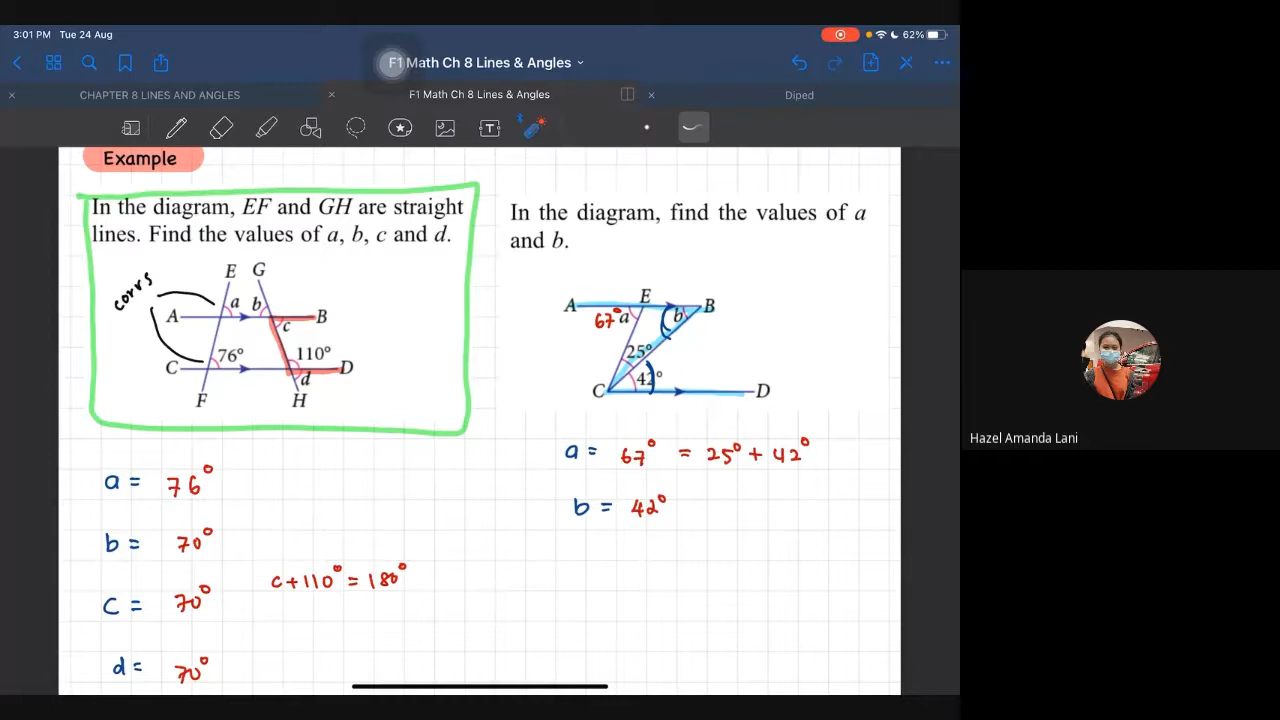 3:01 PM Tue 24 Aug
62%
F1 Math Ch 8 Lines & Angles
CHAPTER 8 LINES AND ANGLES
F1 Math Ch 8 Lines & Angles
Diped
Example
In the diagram, EF and GH are straight
lines. Find the values of a, b, c and d.
corrs
E G
a b
A B
c
76° 110°
C D
d
F H
a = 76°
b = 70°
c + 110° = 180°
c = 70°
d = 70°
In the diagram, find the values of a
and b.
A E B
67° a b
25°
42°
C D
a = 67° = 25° + 42°
b = 42°
Hazel Amanda Lani